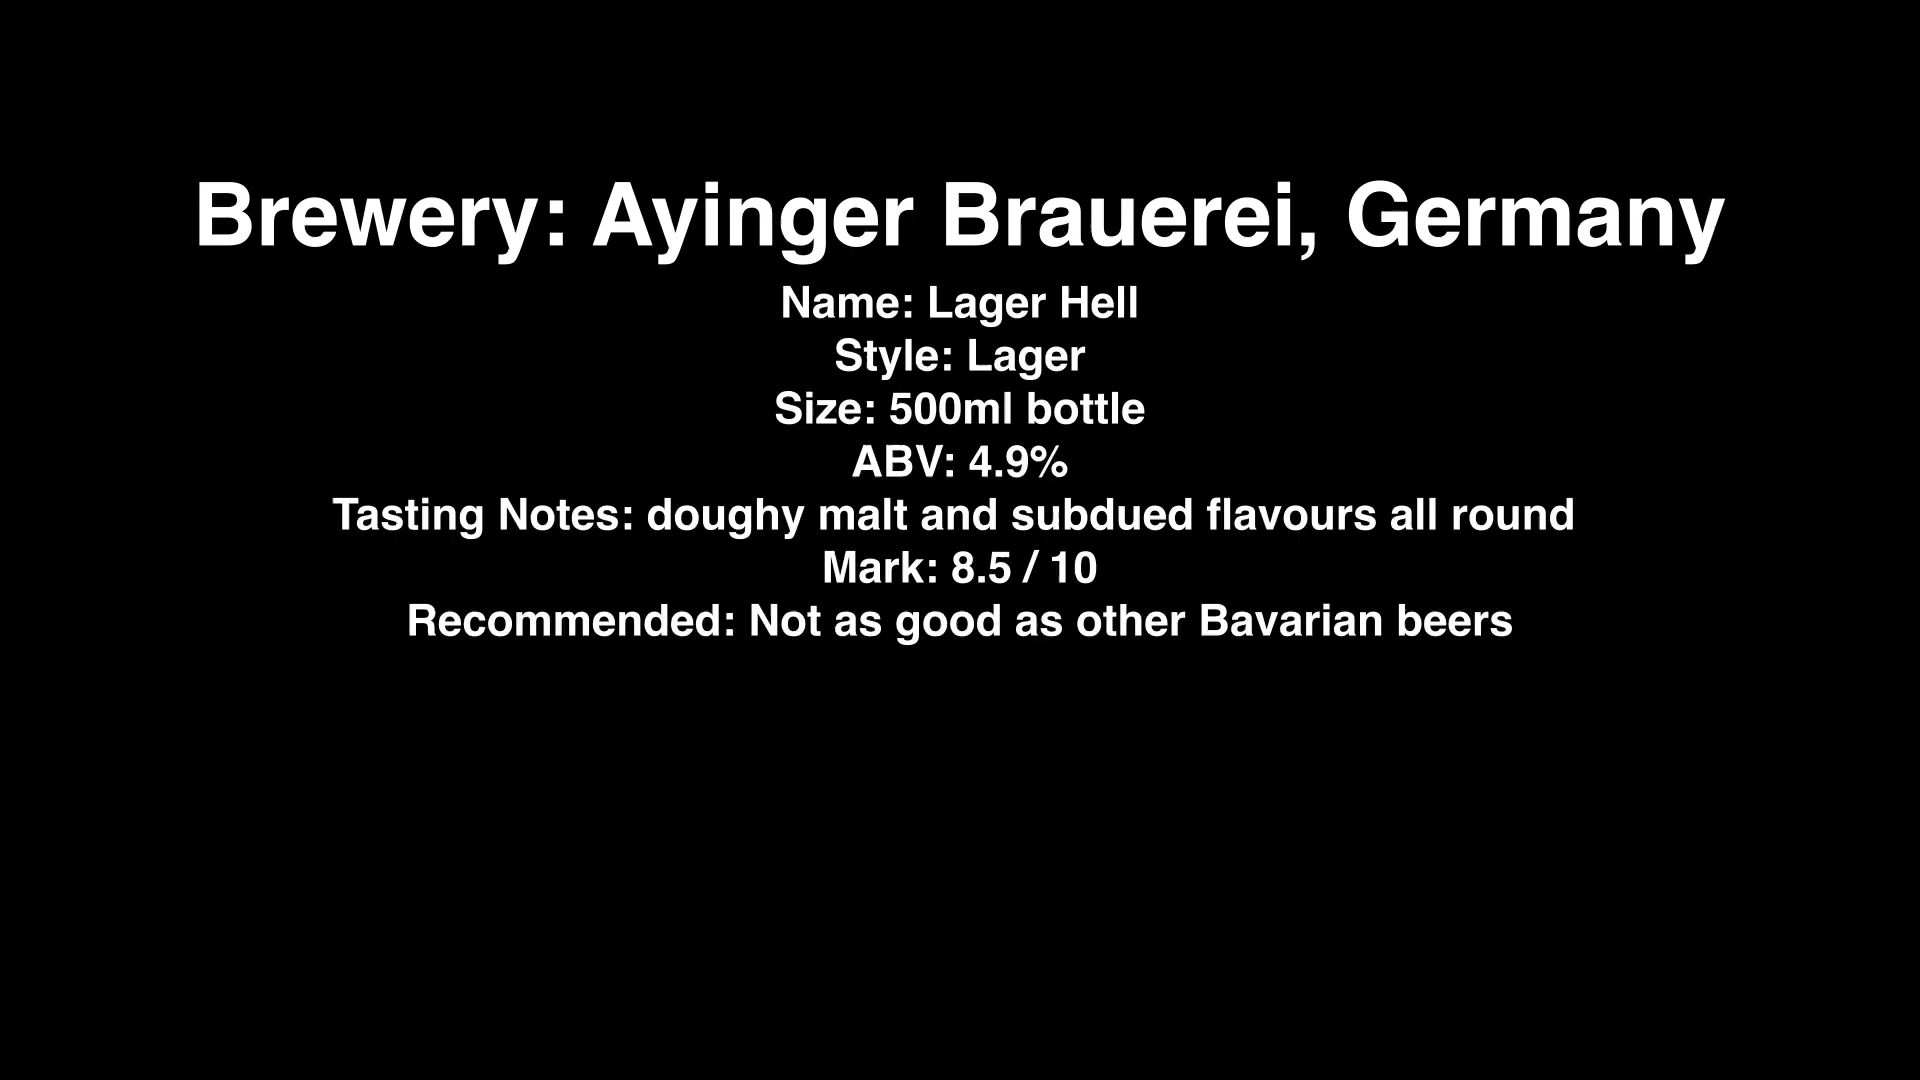 Brewery: Ayinger Brauerei, Germany
Name: Lager Hell
Style: Lager
Size: 500ml bottle
ABV: 4.9%
Tasting Notes: doughy malt and subdued flavours all round
Mark: 8.5 / 10
Recommended: Not as good as other Bavarian beers